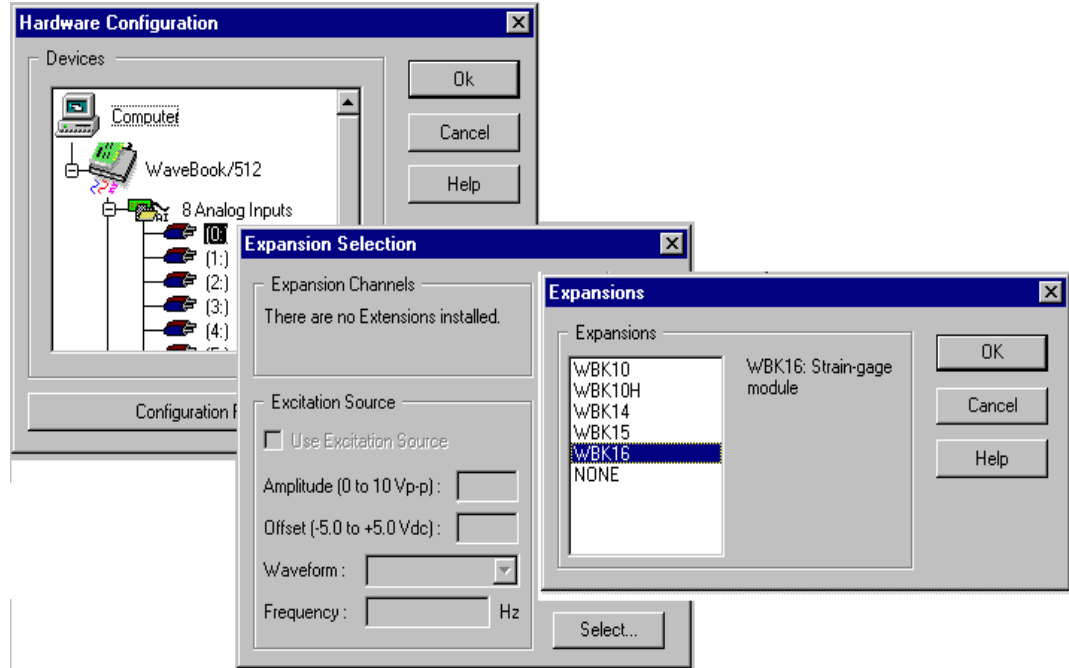 Hardware Configuration
Devices
Computer
WaveBook/512
8 Analog Inputs
(0:)
(1:)
(2:)
(3:)
(4:)
Ok
Cancel
Help
Configuration
Expansion Selection
Expansion Channels
There are no Extensions installed.
Excitation Source
Use Excitation Source
Amplitude (0 to 10 Vp-p) :
Offset (-5.0 to +5.0 Vdc) :
Waveform :
Frequency :
Hz
Select...
Expansions
Expansions
WBK10
WBK10H
WBK14
WBK15
WBK16
NONE
WBK16: Strain-gage
module
OK
Cancel
Help